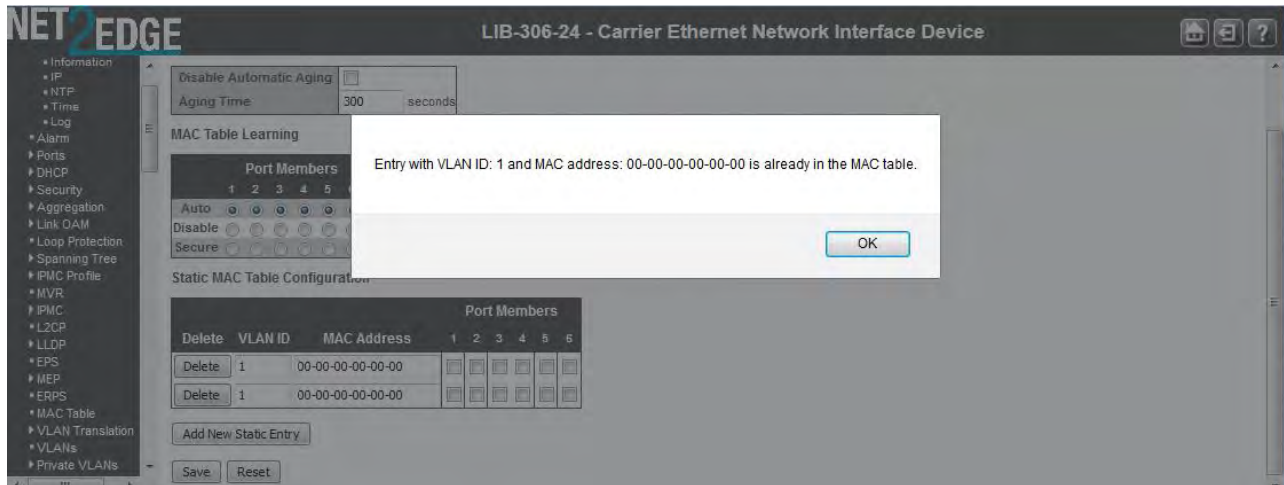 NET2EDGE
LIB-306-24 - Carrier Ethernet Network Interface Device
?
Information
IP
NTP
Time
Log
Alarm
Ports
DHCP
Security
Aggregation
Link OAM
Loop Protection
Spanning Tree
IPMC Profile
MVR
IPMC
L2CP
LLDP
EPS
MEP
ERPS
MAC Table
VLAN Translation
VLANs
Private VLANs
Disable Automatic Aging
Aging Time 300 seconds
MAC Table Learning
Port Members
1 2 3 4 5
Auto
Disable
Secure
Entry with VLAN ID: 1 and MAC address: 00-00-00-00-00-00 is already in the MAC table.
OK
Static MAC Table Configuration
Port Members
Delete VLAN ID MAC Address 1 2 3 4 5 6
Delete 1 00-00-00-00-00-00
Delete 1 00-00-00-00-00-00
Add New Static Entry
Save Reset